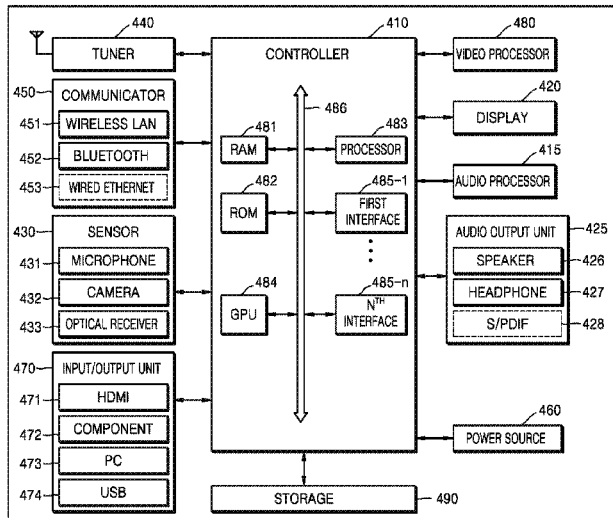 440
TUNER
450
COMMUNICATOR
451
WIRELESS LAN
452
BLUETOOTH
453
WIRED ETHERNET
430
SENSOR
431
MICROPHONE
432
CAMERA
433
OPTICAL RECEIVER
470
INPUT/OUTPUT UNIT
471
HDMI
472
COMPONENT
473
PC
474
USB
410
CONTROLLER
486
481
RAM
483
PROCESSOR
482
ROM
485-1
FIRST INTERFACE
484
GPU
485-n
NTH INTERFACE
STORAGE
490
480
VIDEO PROCESSOR
420
DISPLAY
415
AUDIO PROCESSOR
AUDIO OUTPUT UNIT
425
SPEAKER
426
HEADPHONE
427
S/PDIF
428
460
POWER SOURCE